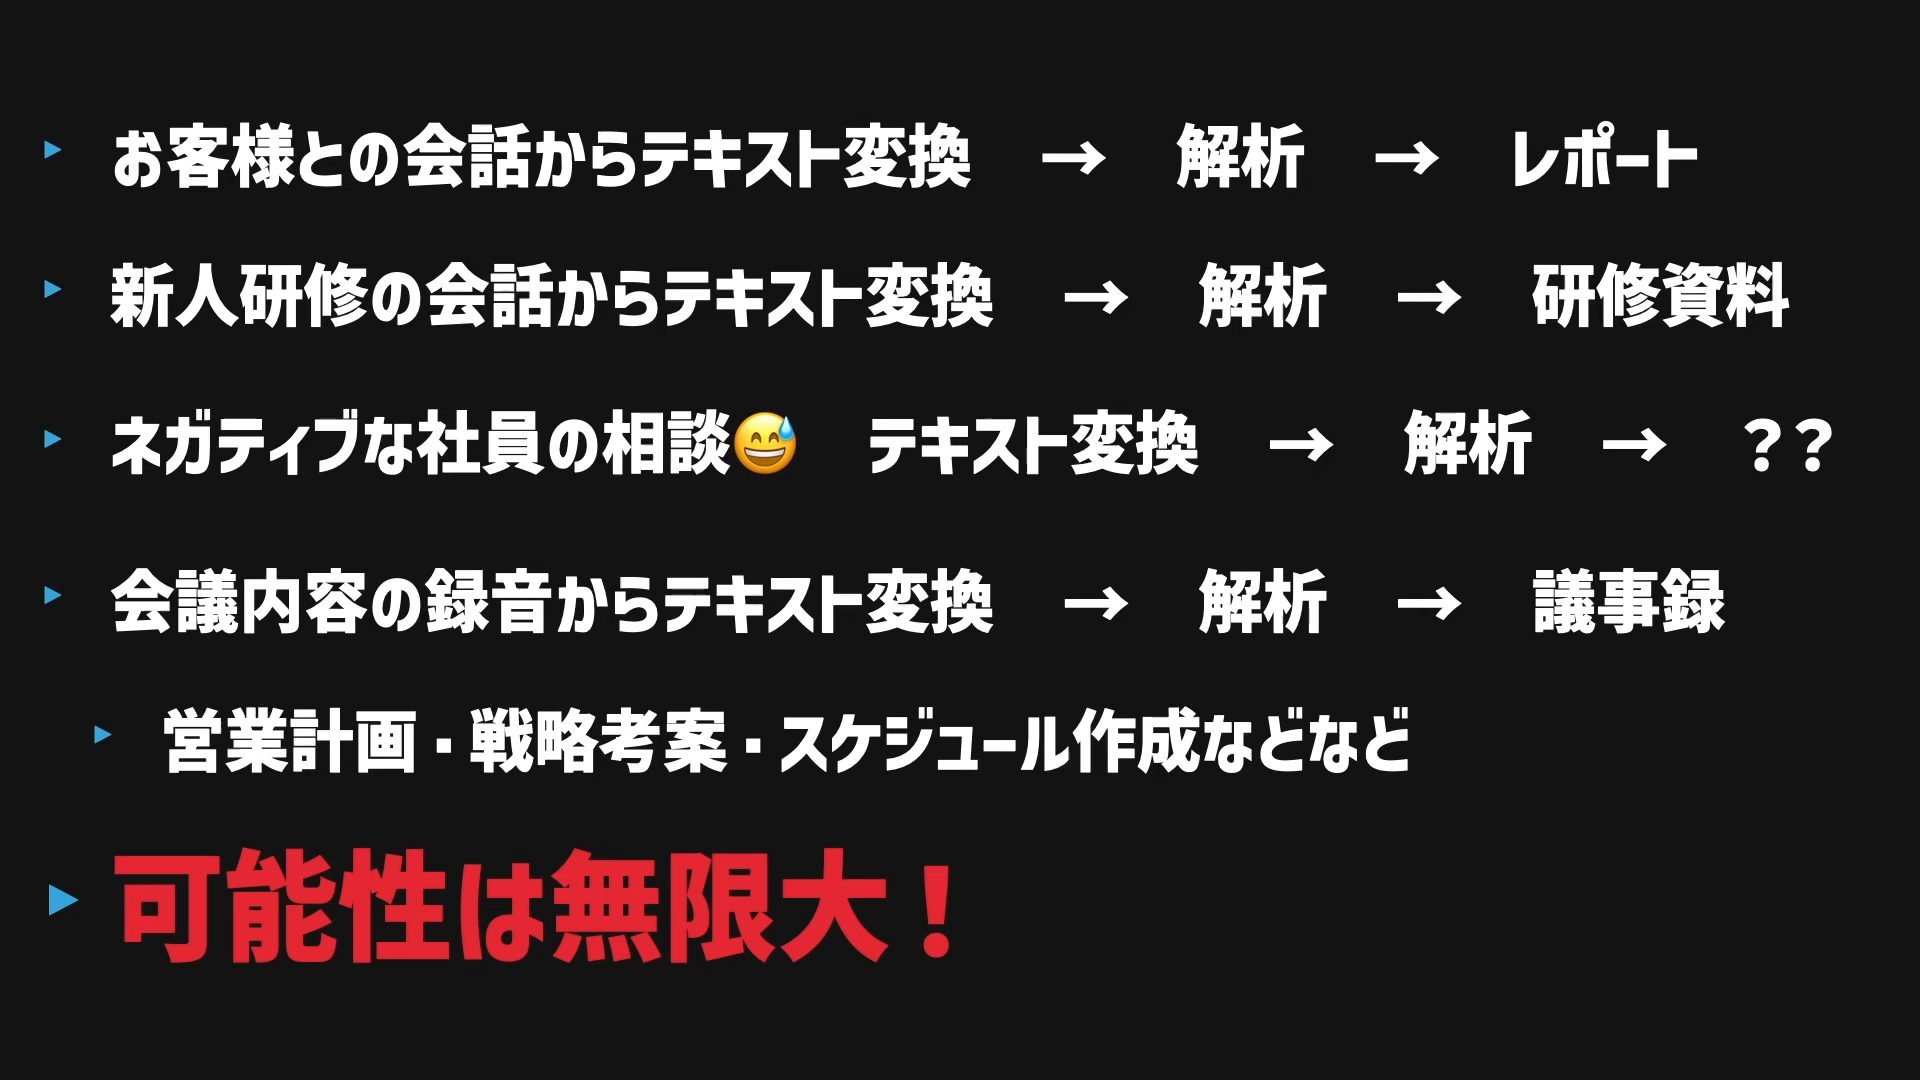 お客様との会話からテキスト変換　→　解析　→　レポート
新人研修の会話からテキスト変換　→　解析　→　研修資料
ネガティブな社員の相談😅　テキスト変換　→　解析　→　？？
会議内容の録音からテキスト変換　→　解析　→　議事録
営業計画・戦略考案・スケジュール作成などなど
可能性は無限大！